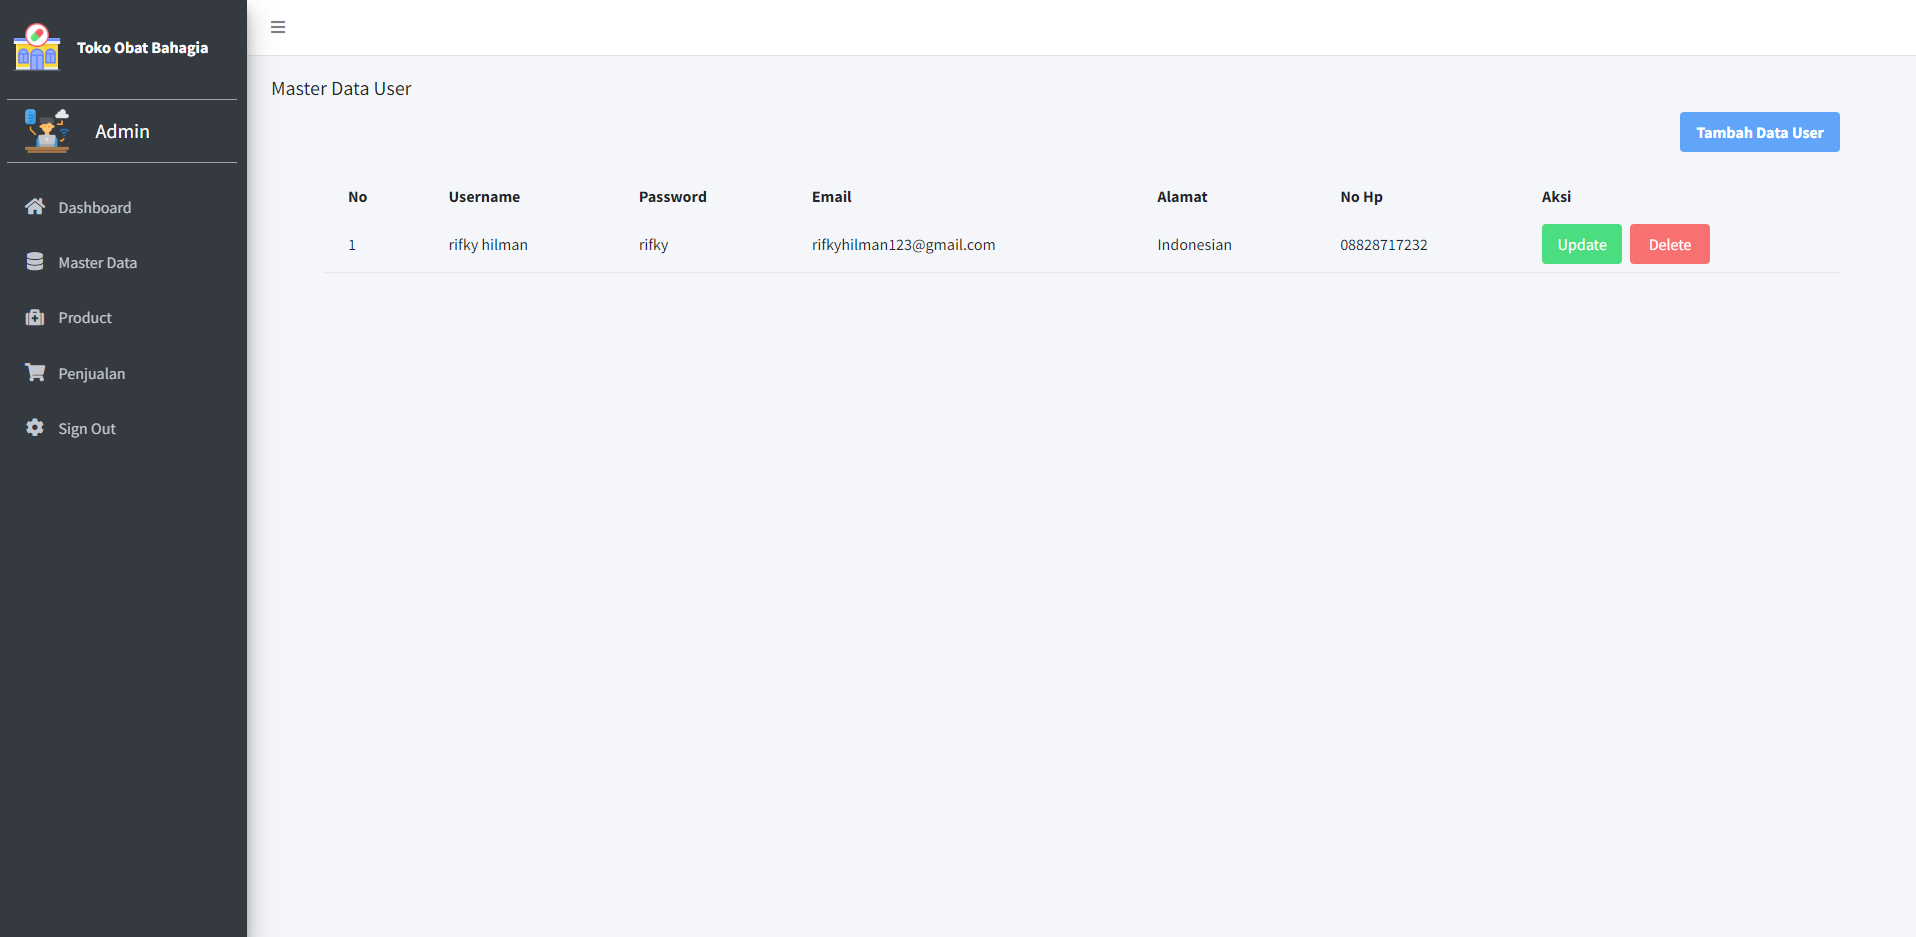 Toko Obat Bahagia
Admin
Dashboard
Master Data
Product
Penjualan
Sign Out
Master Data User
Tambah Data User
No Username Password Email Alamat No Hp Aksi
1 rifky hilman rifky rifkyhilman123@gmail.com Indonesian 08828717232 Update Delete